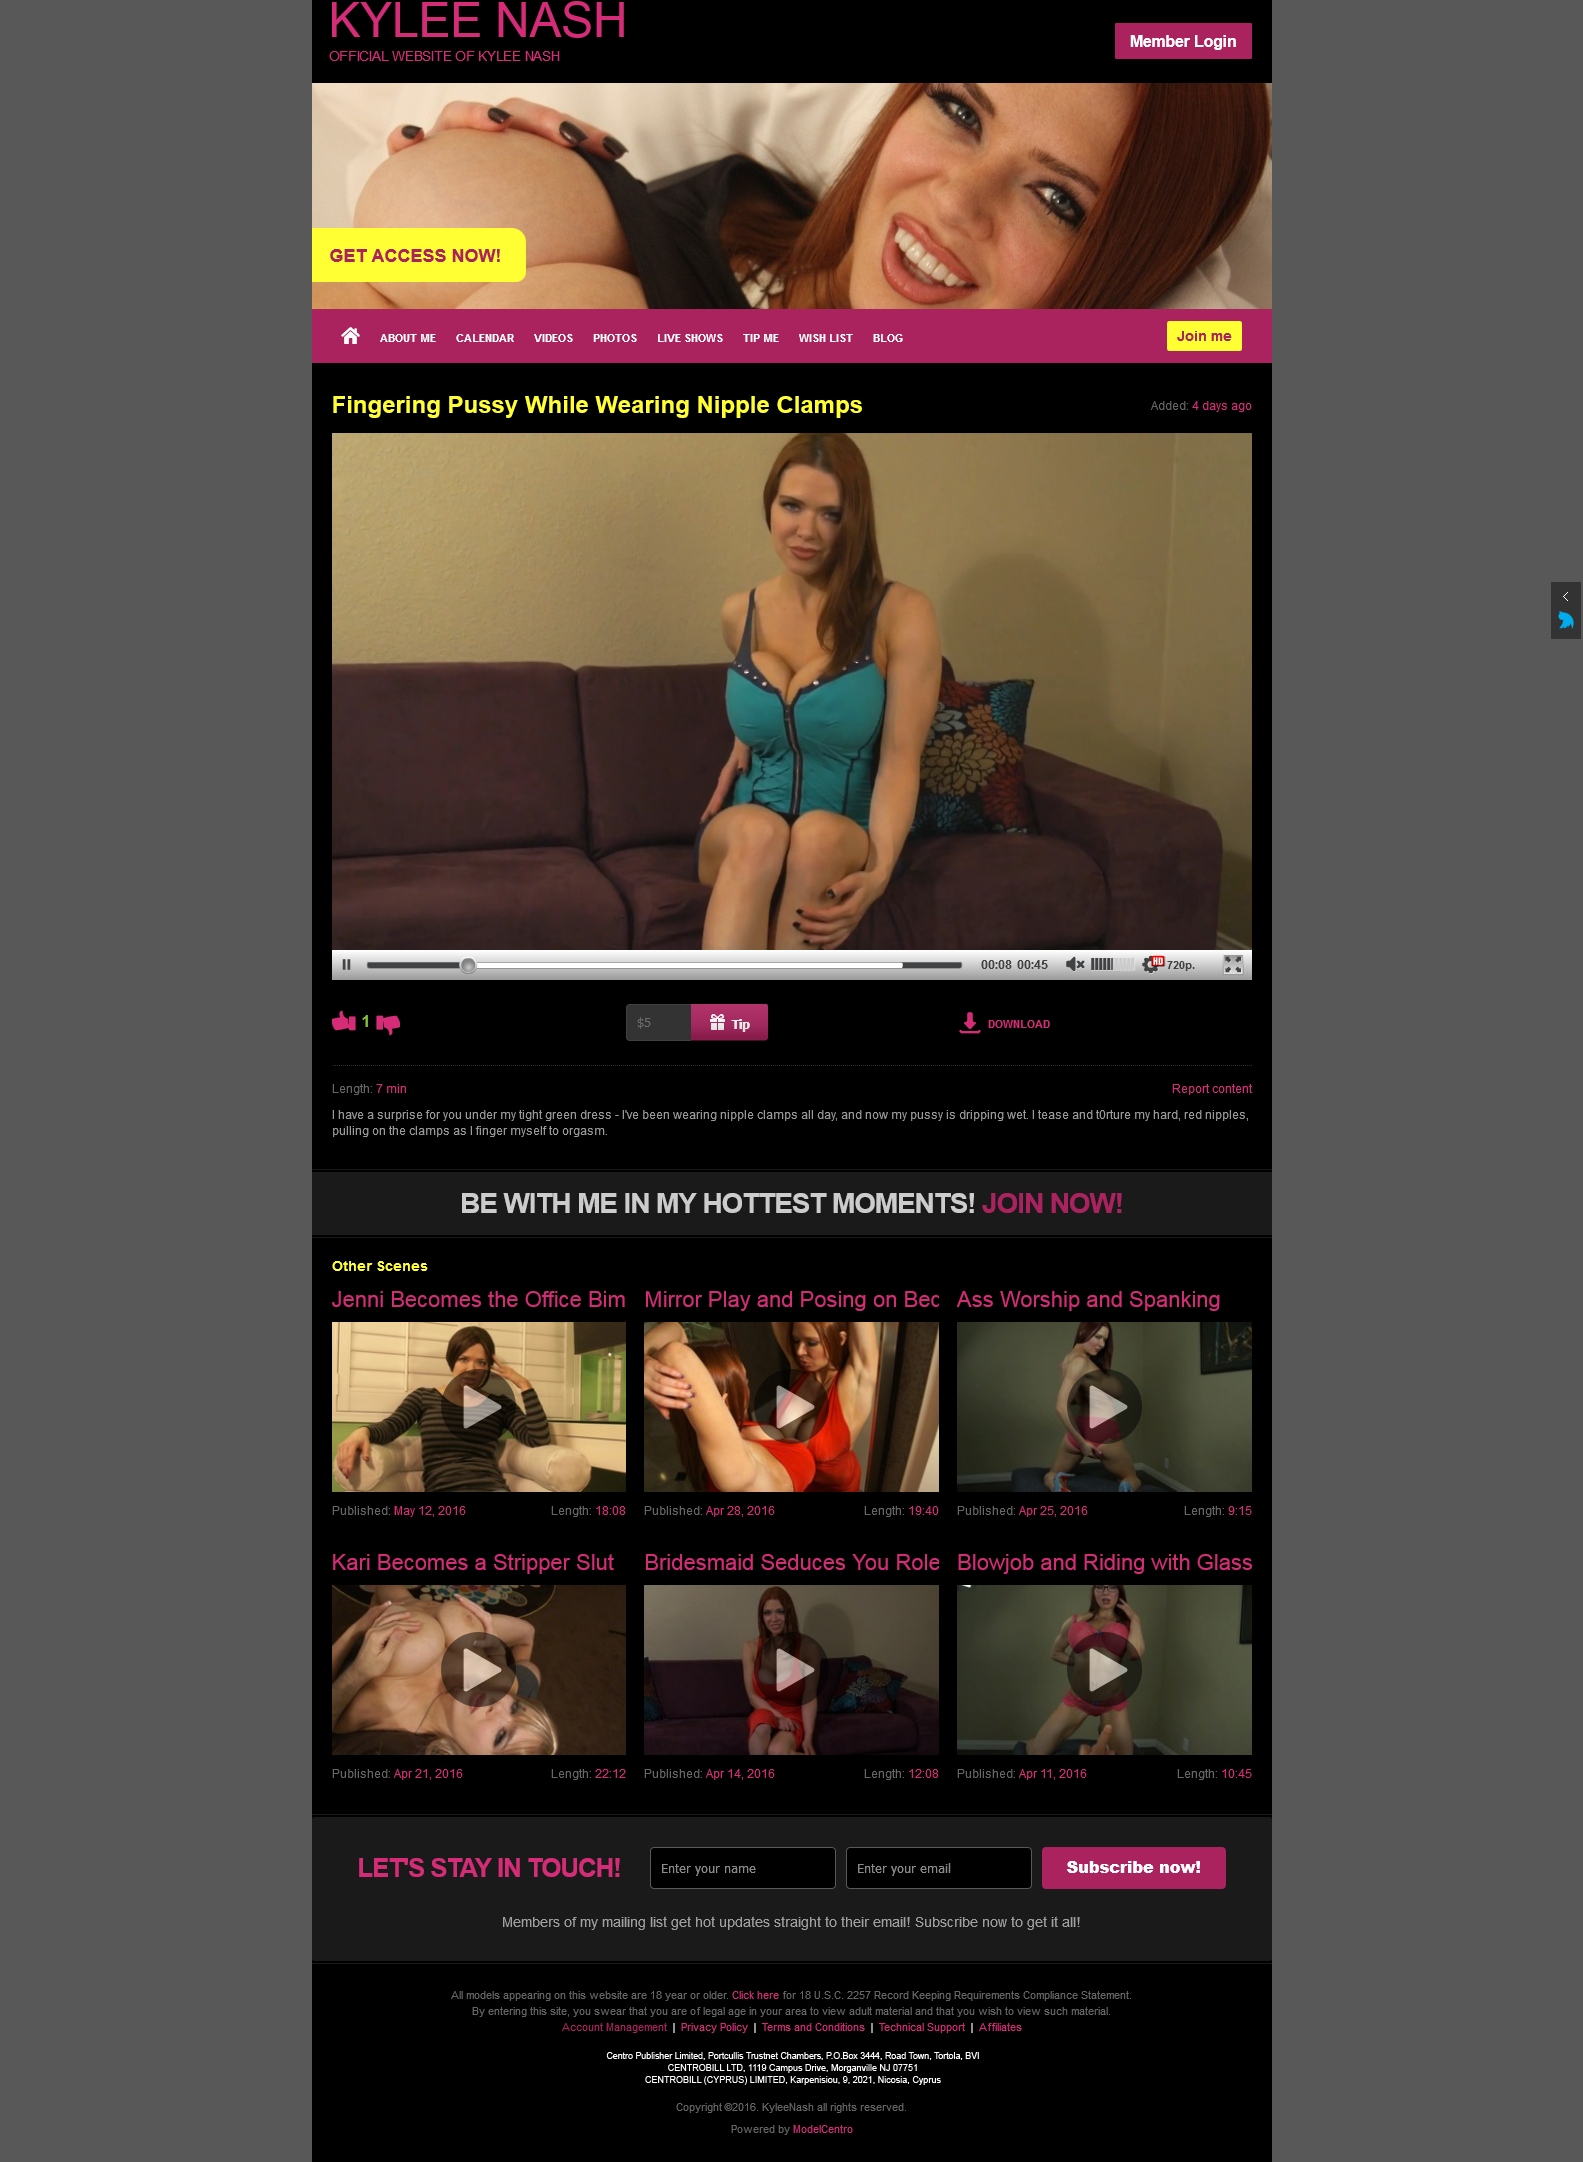 KYLEE NASH
OFFICIAL WEBSITE OF KYLEE NASH
Member Login
GET ACCESS NOW!
ABOUT ME CALENDAR VIDEOS PHOTOS LIVE SHOWS TIP ME WISH LIST BLOG
Join me
Fingering Pussy While Wearing Nipple Clamps
Added: 4 days ago
00:08 00:45
HD
720p.
1
$5
Tip
DOWNLOAD
Length: 7 min
Report content
I have a surprise for you under my tight green dress - I've been wearing nipple clamps all day, and now my pussy is dripping wet. I tease and t0rture my hard, red nipples,
pulling on the clamps as I finger myself to orgasm.
BE WITH ME IN MY HOTTEST MOMENTS! JOIN NOW!
Other Scenes
Jenni Becomes the Office Bim
Mirror Play and Posing on Bec
Ass Worship and Spanking
Published: May 12, 2016 Length: 18:08
Published: Apr 28, 2016 Length: 19:40
Published: Apr 25, 2016 Length: 9:15
Kari Becomes a Stripper Slut
Bridesmaid Seduces You Role
Blowjob and Riding with Glass
Published: Apr 21, 2016 Length: 22:12
Published: Apr 14, 2016 Length: 12:08
Published: Apr 11, 2016 Length: 10:45
LET'S STAY IN TOUCH!
Enter your name
Enter your email
Subscribe now!
Members of my mailing list get hot updates straight to their email! Subscribe now to get it all!
All models appearing on this website are 18 year or older. Click here for 18 U.S.C. 2257 Record Keeping Requirements Compliance Statement.
By entering this site, you swear that you are of legal age in your area to view adult material and that you wish to view such material.
Account Management | Privacy Policy | Terms and Conditions | Technical Support | Affiliates
Centro Publisher Limited, Portcullis Trustnet Chambers, P.O.Box 3444, Road Town, Tortola, BVI
CENTROBILL LTD, 1119 Campus Drive, Morganville NJ 07751
CENTROBILL (CYPRUS) LIMITED, Karpenisiou, 9, 2021, Nicosia, Cyprus
Copyright ©2016. KyleeNash all rights reserved.
Powered by ModelCentro